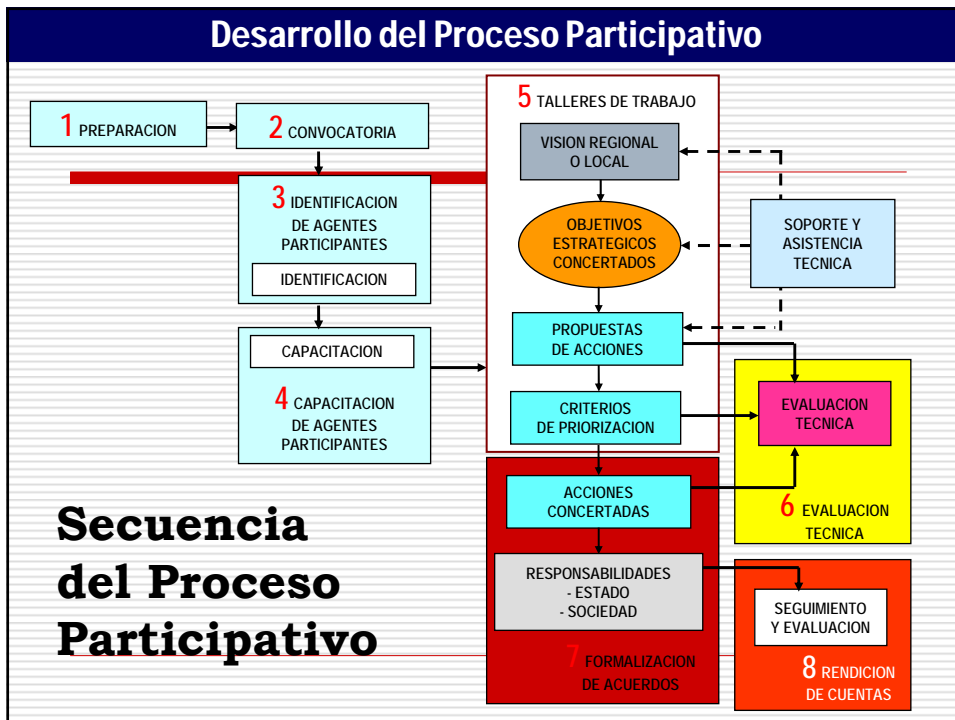 Desarrollo del Proceso Participativo
1 PREPARACION
2 CONVOCATORIA
3 IDENTIFICACION
DE AGENTES
PARTICIPANTES
IDENTIFICACION
CAPACITACION
4 CAPACITACION
DE AGENTES
PARTICIPANTES
5 TALLERES DE TRABAJO
VISION REGIONAL
O LOCAL
OBJETIVOS
ESTRATEGICOS
CONCERTADOS
SOPORTE Y
ASISTENCIA
TECNICA
PROPUESTAS
DE ACCIONES
CRITERIOS
DE PRIORIZACION
EVALUACION
TECNICA
6 EVALUACION
TECNICA
ACCIONES
CONCERTADAS
RESPONSABILIDADES
- ESTADO
- SOCIEDAD
7 FORMALIZACION
DE ACUERDOS
SEGUIMIENTO
Y EVALUACION
8 RENDICION
DE CUENTAS
Secuencia
del Proceso
Participativo